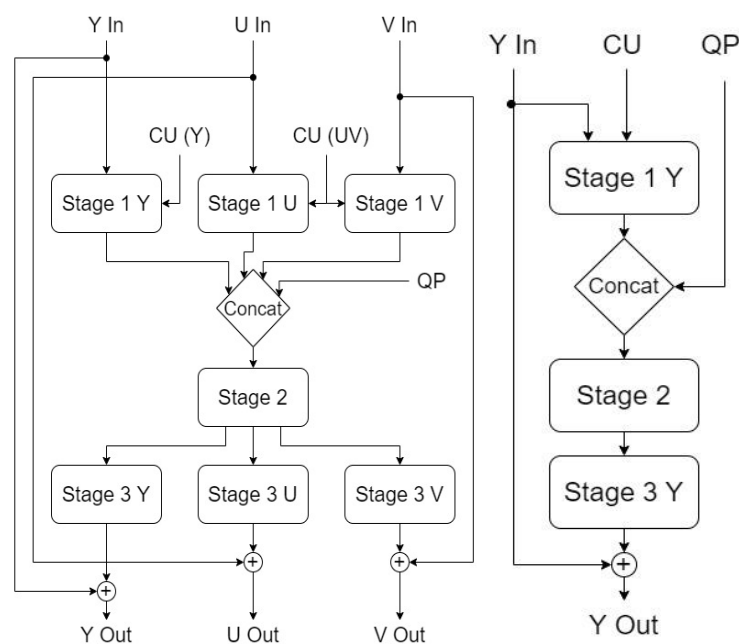 Y In
U In
V In
CU (Y)
CU (UV)
Stage 1 Y
Stage 1 U
Stage 1 V
Concat
QP
Stage 2
Stage 3 Y
Stage 3 U
Stage 3 V
+
+
+
Y Out
U Out
V Out
Y In
CU
QP
Stage 1 Y
Concat
Stage 2
Stage 3 Y
+
Y Out